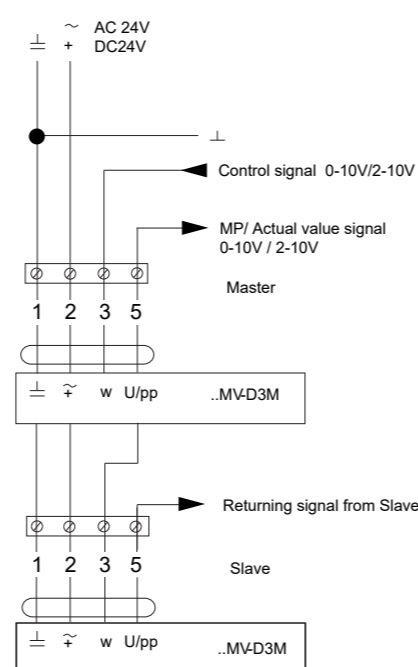 ~ AC 24V
⊥ + DC24V
⊥
Control signal 0-10V/2-10V
MP/ Actual value signal
0-10V / 2-10V
Master
1 2 3 5
⊥ ~ + w U/pp ..MV-D3M
Returning signal from Slave
1 2 3 5
Slave
⊥ ~ + w U/pp ..MV-D3M